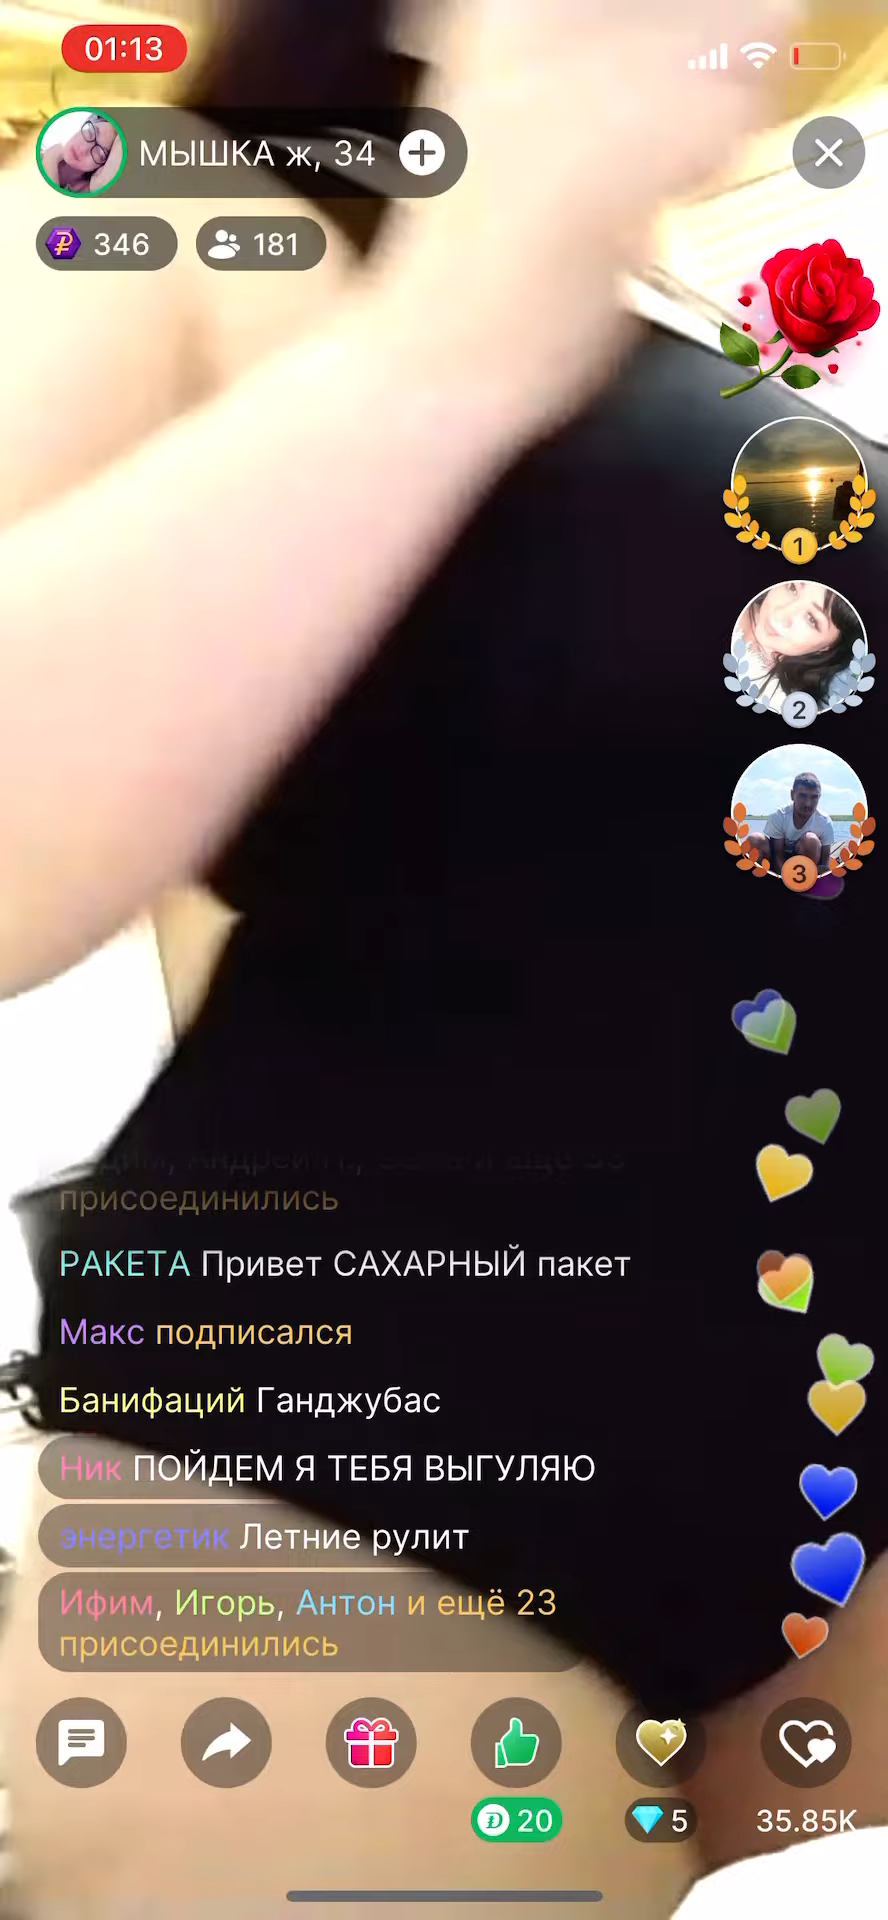 01:13
МЫШКА ж, 34
346
181
1
2
3
присоединились
РАКЕТА Привет САХАРНЫЙ пакет
Макс подписался
Банифаций Ганджубас
Ник ПОЙДЕМ Я ТЕБЯ ВЫГУЛЯЮ
энергетик Летние рулит
Ифим, Игорь, Антон и ещё 23
присоединились
20
5
35.85K